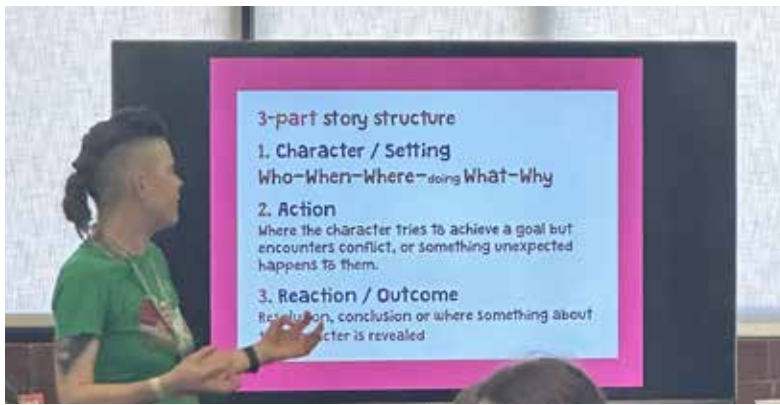 3-part story structure
1. Character / Setting
Who-When-Where-doing What-Why
2. Action
Where the character tries to achieve a goal but
encounters conflict, or something unexpected
happens to them.
3. Reaction / Outcome
Resolution, conclusion or where something about
is revealed